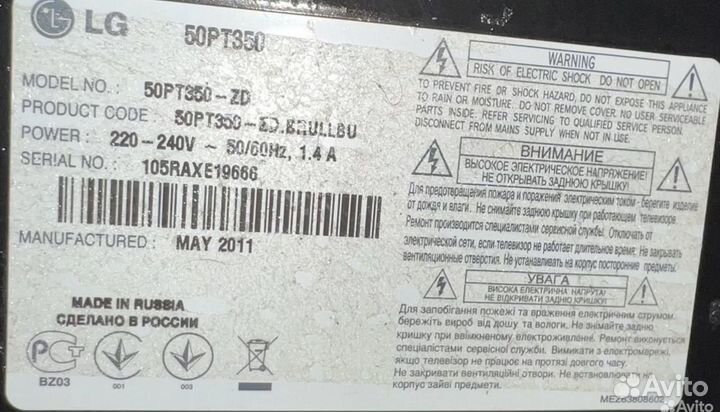 LG
50PT350
MODEL NO. : 50PT350-ZD
PRODUCT CODE : 50PT350-ZD.BRULLBU
POWER : 220-240V ~ 50/60Hz, 1.4 A
SERIAL NO. : 105RAXE19666
MANUFACTURED : MAY 2011
MADE IN RUSSIA
СДЕЛАНО В РОССИИ
BZ03
001
003
WARNING
RISK OF ELECTRIC SHOCK DO NOT OPEN
TO PREVENT FIRE OR SHOCK HAZARD, DO NOT EXPOSE THIS APPLIANCE
TO RAIN OR MOISTURE. DO NOT REMOVE COVER. NO USER SERVICEABLE
PARTS INSIDE. REFER SERVICING TO QUALIFIED SERVICE PERSON.
DISCONNECT FROM MAINS SUPPLY WHEN NOT IN USE.
ВНИМАНИЕ
ВЫСОКОЕ ЭЛЕКТРИЧЕСКОЕ НАПРЯЖЕНИЕ!
НЕ ОТКРЫВАТЬ ЗАДНЮЮ КРЫШКУ!
Для предотвращения пожара и поражения электрическим током - берегите изделие
от дождя и влаги. Не снимайте заднюю крышку при работающем телевизоре.
Ремонт производится специалистами сервисной службы. Отключать от
электрической сети, если телевизор не работает длительное время. Не закрывать
вентиляционные отверстия. Не устанавливать на корпус посторонние предметы.
УВАГА
ВИСОКА ЕЛЕКТРИЧНА НАПРУГА!
НЕ ВІДКРИВАТИ ЗАДНЮ КРИШКУ!
Для запобігання пожежі та враження електричним струмом,
бережіть виріб від дощу та вологи. Не знімайте задню
кришку при ввімкненому електроживленні. Ремонт виконується
спеціалістами сервісної служби. Вимикати з електромережі,
якщо телевізор не працює на протязі довгого часу.
Не закривати вентиляційні отвори. Не встановлювати на
корпус зайві предмети.
Avito
Avito